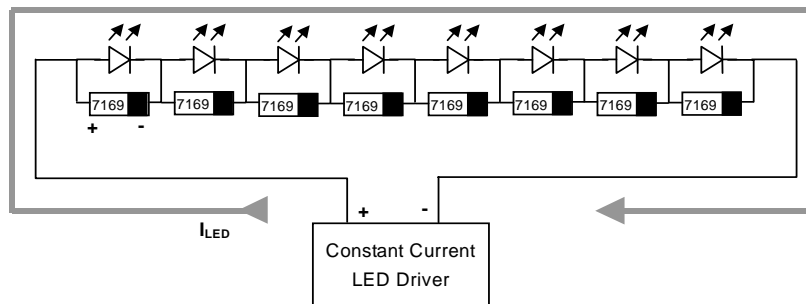 7169 7169 7169 7169 7169 7169 7169 7169
+ -
+ -
I_LED
Constant Current
LED Driver